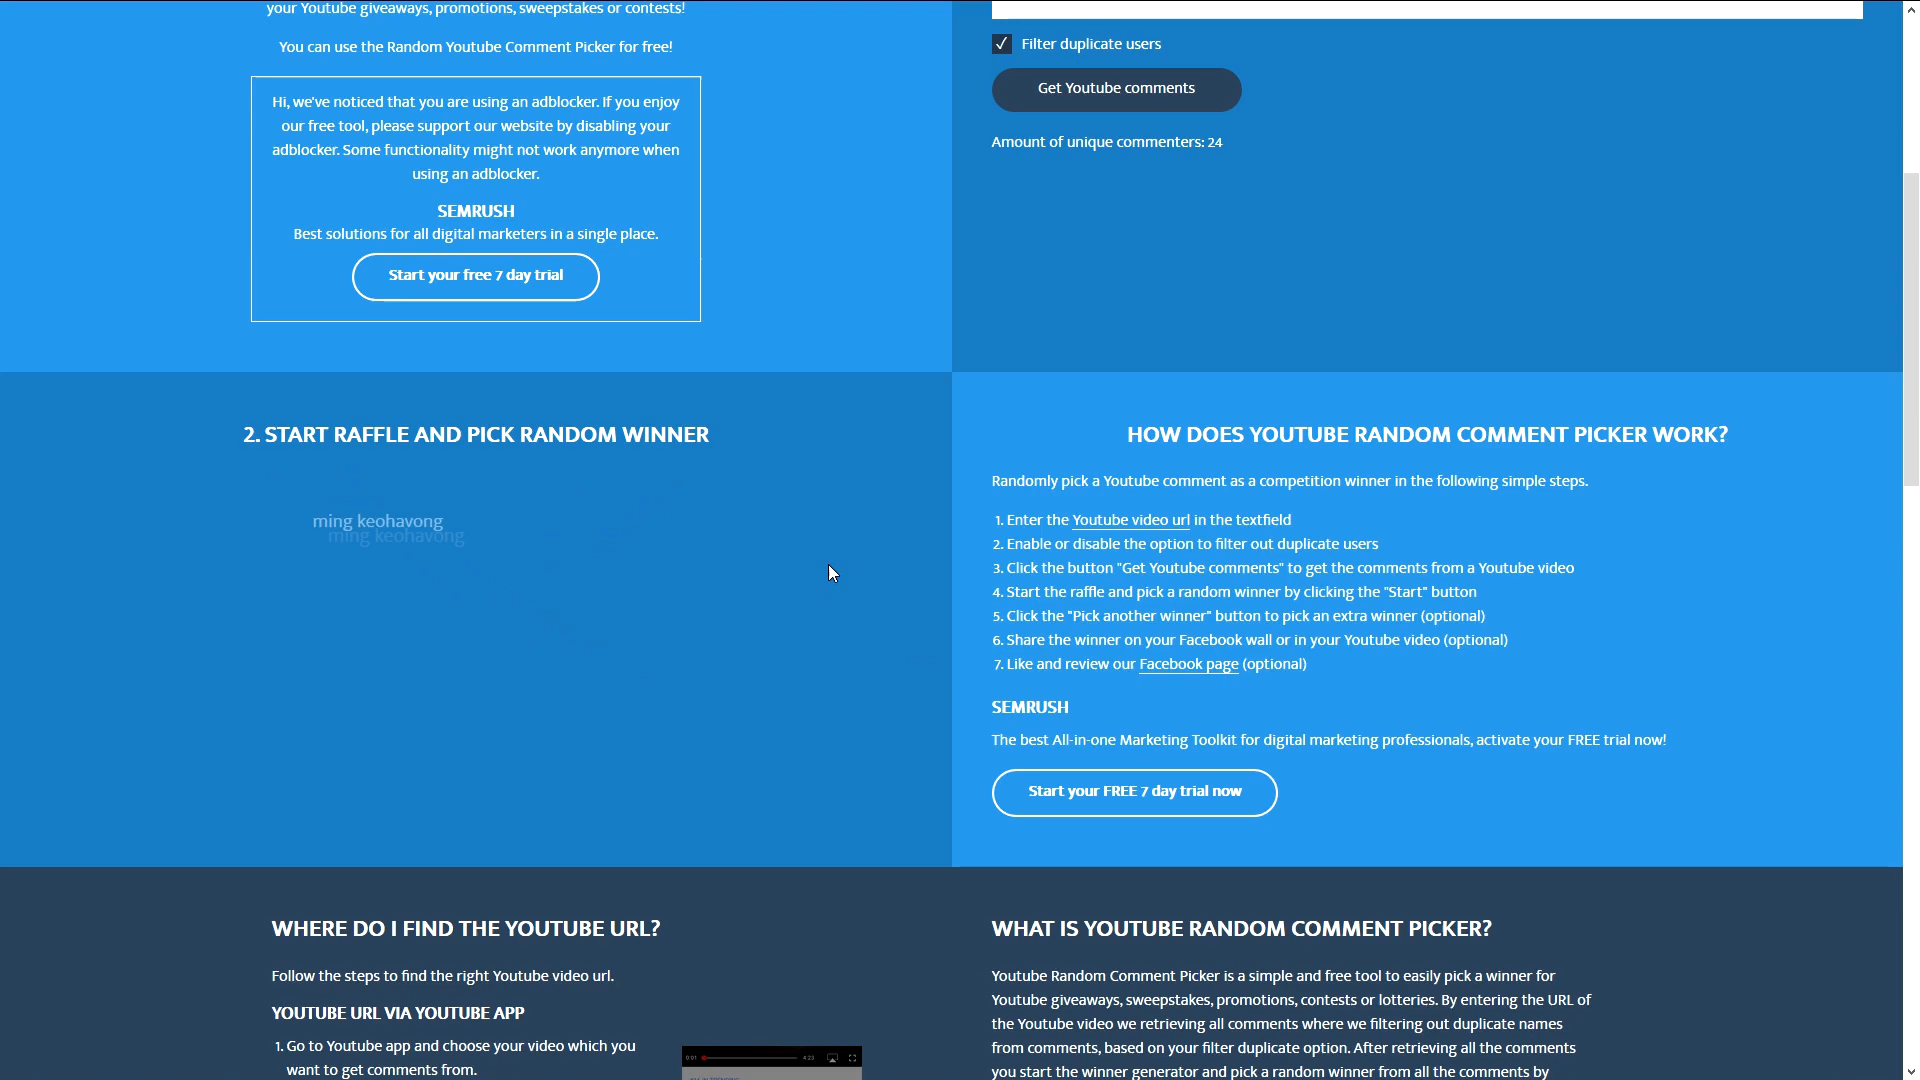 your Youtube giveaways, promotions, sweepstakes or contests!
You can use the Random Youtube Comment Picker for free!
Hi, we've noticed that you are using an adblocker. If you enjoy
our free tool, please support our website by disabling your
adblocker. Some functionality might not work anymore when
using an adblocker.
SEMRUSH
Best solutions for all digital marketers in a single place.
Start your free 7 day trial
Filter duplicate users
Get Youtube comments
Amount of unique commenters: 24
2. START RAFFLE AND PICK RANDOM WINNER
ming keohavong
ming keohavong
HOW DOES YOUTUBE RANDOM COMMENT PICKER WORK?
Randomly pick a Youtube comment as a competition winner in the following simple steps.
1. Enter the Youtube video url in the textfield
2. Enable or disable the option to filter out duplicate users
3. Click the button "Get Youtube comments" to get the comments from a Youtube video
4. Start the raffle and pick a random winner by clicking the "Start" button
5. Click the "Pick another winner" button to pick an extra winner (optional)
6. Share the winner on your Facebook wall or in your Youtube video (optional)
7. Like and review our Facebook page (optional)
SEMRUSH
The best All-in-one Marketing Toolkit for digital marketing professionals, activate your FREE trial now!
Start your FREE 7 day trial now
WHERE DO I FIND THE YOUTUBE URL?
Follow the steps to find the right Youtube video url.
YOUTUBE URL VIA YOUTUBE APP
1. Go to Youtube app and choose your video which you
want to get comments from.
0:01
4:23
WHAT IS YOUTUBE RANDOM COMMENT PICKER?
Youtube Random Comment Picker is a simple and free tool to easily pick a winner for
Youtube giveaways, sweepstakes, promotions, contests or lotteries. By entering the URL of
the Youtube video we retrieving all comments where we filtering out duplicate names
from comments, based on your filter duplicate option. After retrieving all the comments
you start the winner generator and pick a random winner from all the comments by